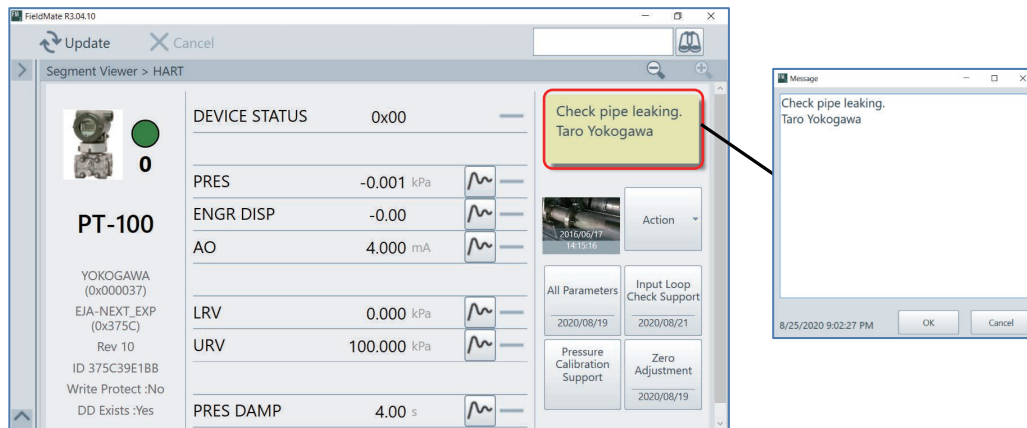 FieldMate R3.04.10
Update
Cancel
Segment Viewer > HART
0
PT-100
YOKOGAWA
(0x000037)
EJA-NEXT_EXP
(0x375C)
Rev 10
ID 375C39E1BB
Write Protect :No
DD Exists :Yes
DEVICE STATUS 0x00
PRES -0.001 kPa
ENGR DISP -0.00
AO 4.000 mA
LRV 0.000 kPa
URV 100.000 kPa
PRES DAMP 4.00 s
Check pipe leaking.
Taro Yokogawa
2016/06/17
14:15:16
Action
All Parameters
2020/08/19
Input Loop
Check Support
2020/08/21
Pressure
Calibration
Support
Zero
Adjustment
2020/08/19
Message
Check pipe leaking.
Taro Yokogawa
8/25/2020 9:02:27 PM
OK
Cancel